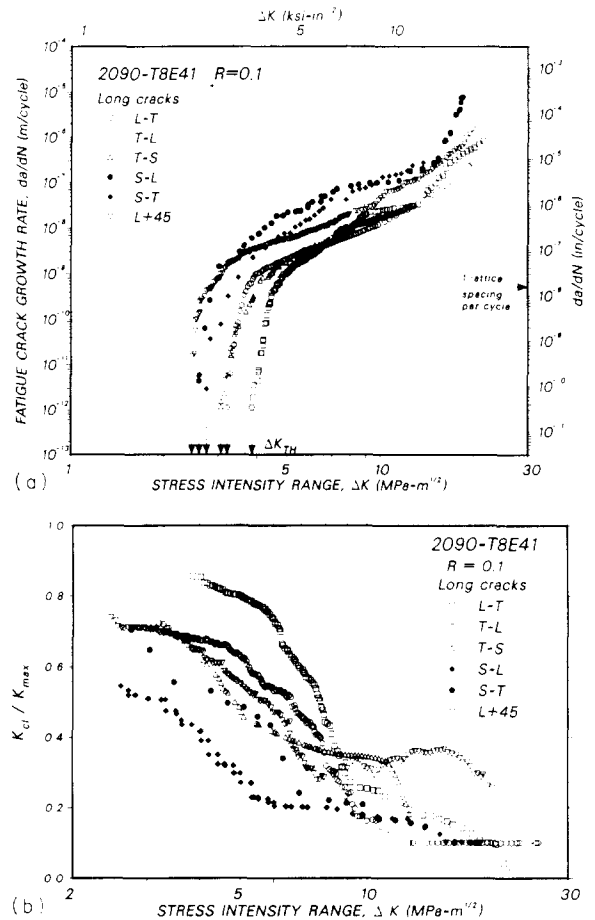 ΔK (ksi-in^-2)
1 5 10
10^-4
10^-5
10^-6
10^-7
10^-8
10^-9
10^-10
10^-11
10^-12
10^-13
FATIGUE CRACK GROWTH RATE, da/dN (m/cycle)
2090-T8E41 R=0.1
Long cracks
L-T
T-L
T-S
S-L
S-T
L+45
10^-3
10^-4
10^-5
10^-6
10^-7
da/dN (in/cycle)
lattice
spacing
per cycle
ΔK_TH
1 5 10 30
(a)
STRESS INTENSITY RANGE, ΔK (MPa-m^1/2)
1.0
0.8
0.6
0.4
0.2
0
K_cl / K_max
2090-T8E41
R = 0.1
Long cracks
L-T
T-L
T-S
S-L
S-T
L+45
2 5 10 30
(b)
STRESS INTENSITY RANGE, ΔK (MPa-m^1/2)